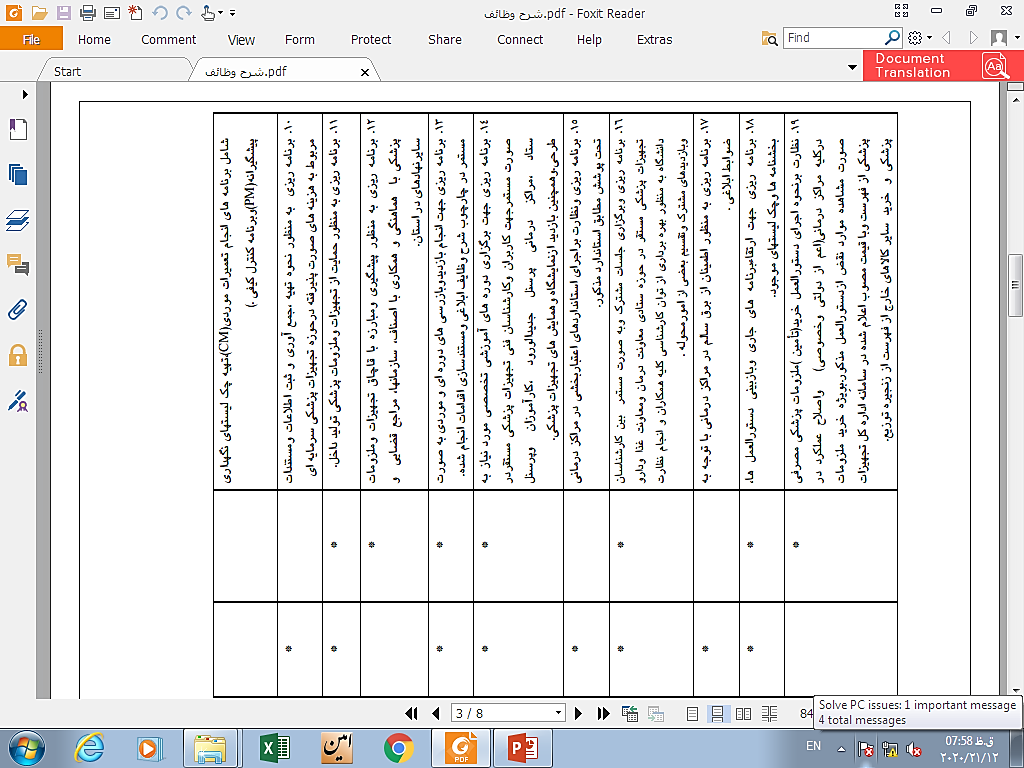 شرح وظائف.pdf - Foxit Reader
File
Home
Comment
View
Form
Protect
Share
Connect
Help
Extras
Find
Start
شرح وظائف.pdf
Document
Translation
شامل برنامه های انجام تعمیرات موردی(CM)،تهیه چک لیستهای نگهداری
پیشگیرانه(PM)وبرنامه کنترل کیفی .)
۱۰. برنامه ریزی به منظور نحوه تهیه ،جمع آوری و ثبت اطلاعات ومستندات
مربوط به هزینه های صورت پذیرفته درحوزه تجهیزات پزشکی سرمایه ای
۱۱. برنامه ریزی به منظور حمایت از تجهیزات وملزومات پزشکی تولید داخل.
۱۲. برنامه ریزی به منظور پیشگیری ومبارزه با قاچاق تجهیزات وملزومات
پزشکی با هماهنگی و همکاری با اصناف، سازمانها، مراجع قضایی و
سایرنهادهای در استان.
۱۳. برنامه ریزی جهت انجام بازدیدوبازرسی های دوره ای و موردی به صورت
مستمر در چارچوب شرح وظایف ابلاغی ومستندسازی اقدامات انجام شده.
۱۴. برنامه ریزی جهت برگزاری دوره های آموزشی تخصصی مورد نیاز به
صورت مستمرجهت کاربران وکارشناسان فنی تجهیزات پزشکی مستقردر
ستاد ،مراکز درمانی پرسنل جدیدالورود ،کارآموزان وپرسنل
طرحی،وهمچنین بازدید ازنمایشگاه وهمایش های تجهیزات پزشکی.
۱۵. برنامه ریزی ونظارت براجرای استانداردهای اعتباربخشی در مراکز درمانی
تحت پوشش مطابق استاندارد مذکور.
۱۶. برنامه ریزی وبرگزاری جلسات مشترک وبه صورت مستمر بین کارشناسان
تجهیزات پزشکی مستقر در حوزه ستادی معاونت درمان ومعاونت غذا ودارو
دانشگاه به منظور بهره برداری از توان کارشناسی کلیه همکاران و انجام نظارت
وبازدیدهای مشترک وتقسیم بعضی از امورمحوله .
۱۷. برنامه ریزی به منظور اطمینان از برق سالم در مراکز درمانی با توجه به
ضوابط ابلاغی .
۱۸. برنامه ریزی جهت ارتقاءبرنامه های جاری وبازبینی دستورالعمل ها،
بخشنامه ها وچک لیستهای موجود.
۱۹. نظارت برنحوه اجرای دستورالعمل خرید(تأمین )ملزومات پزشکی مصرفی
درکلیه مراکز درمانی(اعم از دولتی وخصوصی) واصلاح عملکرد در
صورت مشاهده موارد نقض ازدستورالعمل مذکور،بویژه خرید ملزومات
پزشکی از فهرست وبا قیمت مصوب اعلام شده در سامانه اداره کل تجهیزات
پزشکی و خرید سایر کالاهای خارج از فهرست از زنجیره توزیع.
3 / 8
84
Solve PC issues: 1 important message
4 total messages
امین
PDF
EN
07:58 ق.ظ
۲۰۲۰/۲۱/۱۲